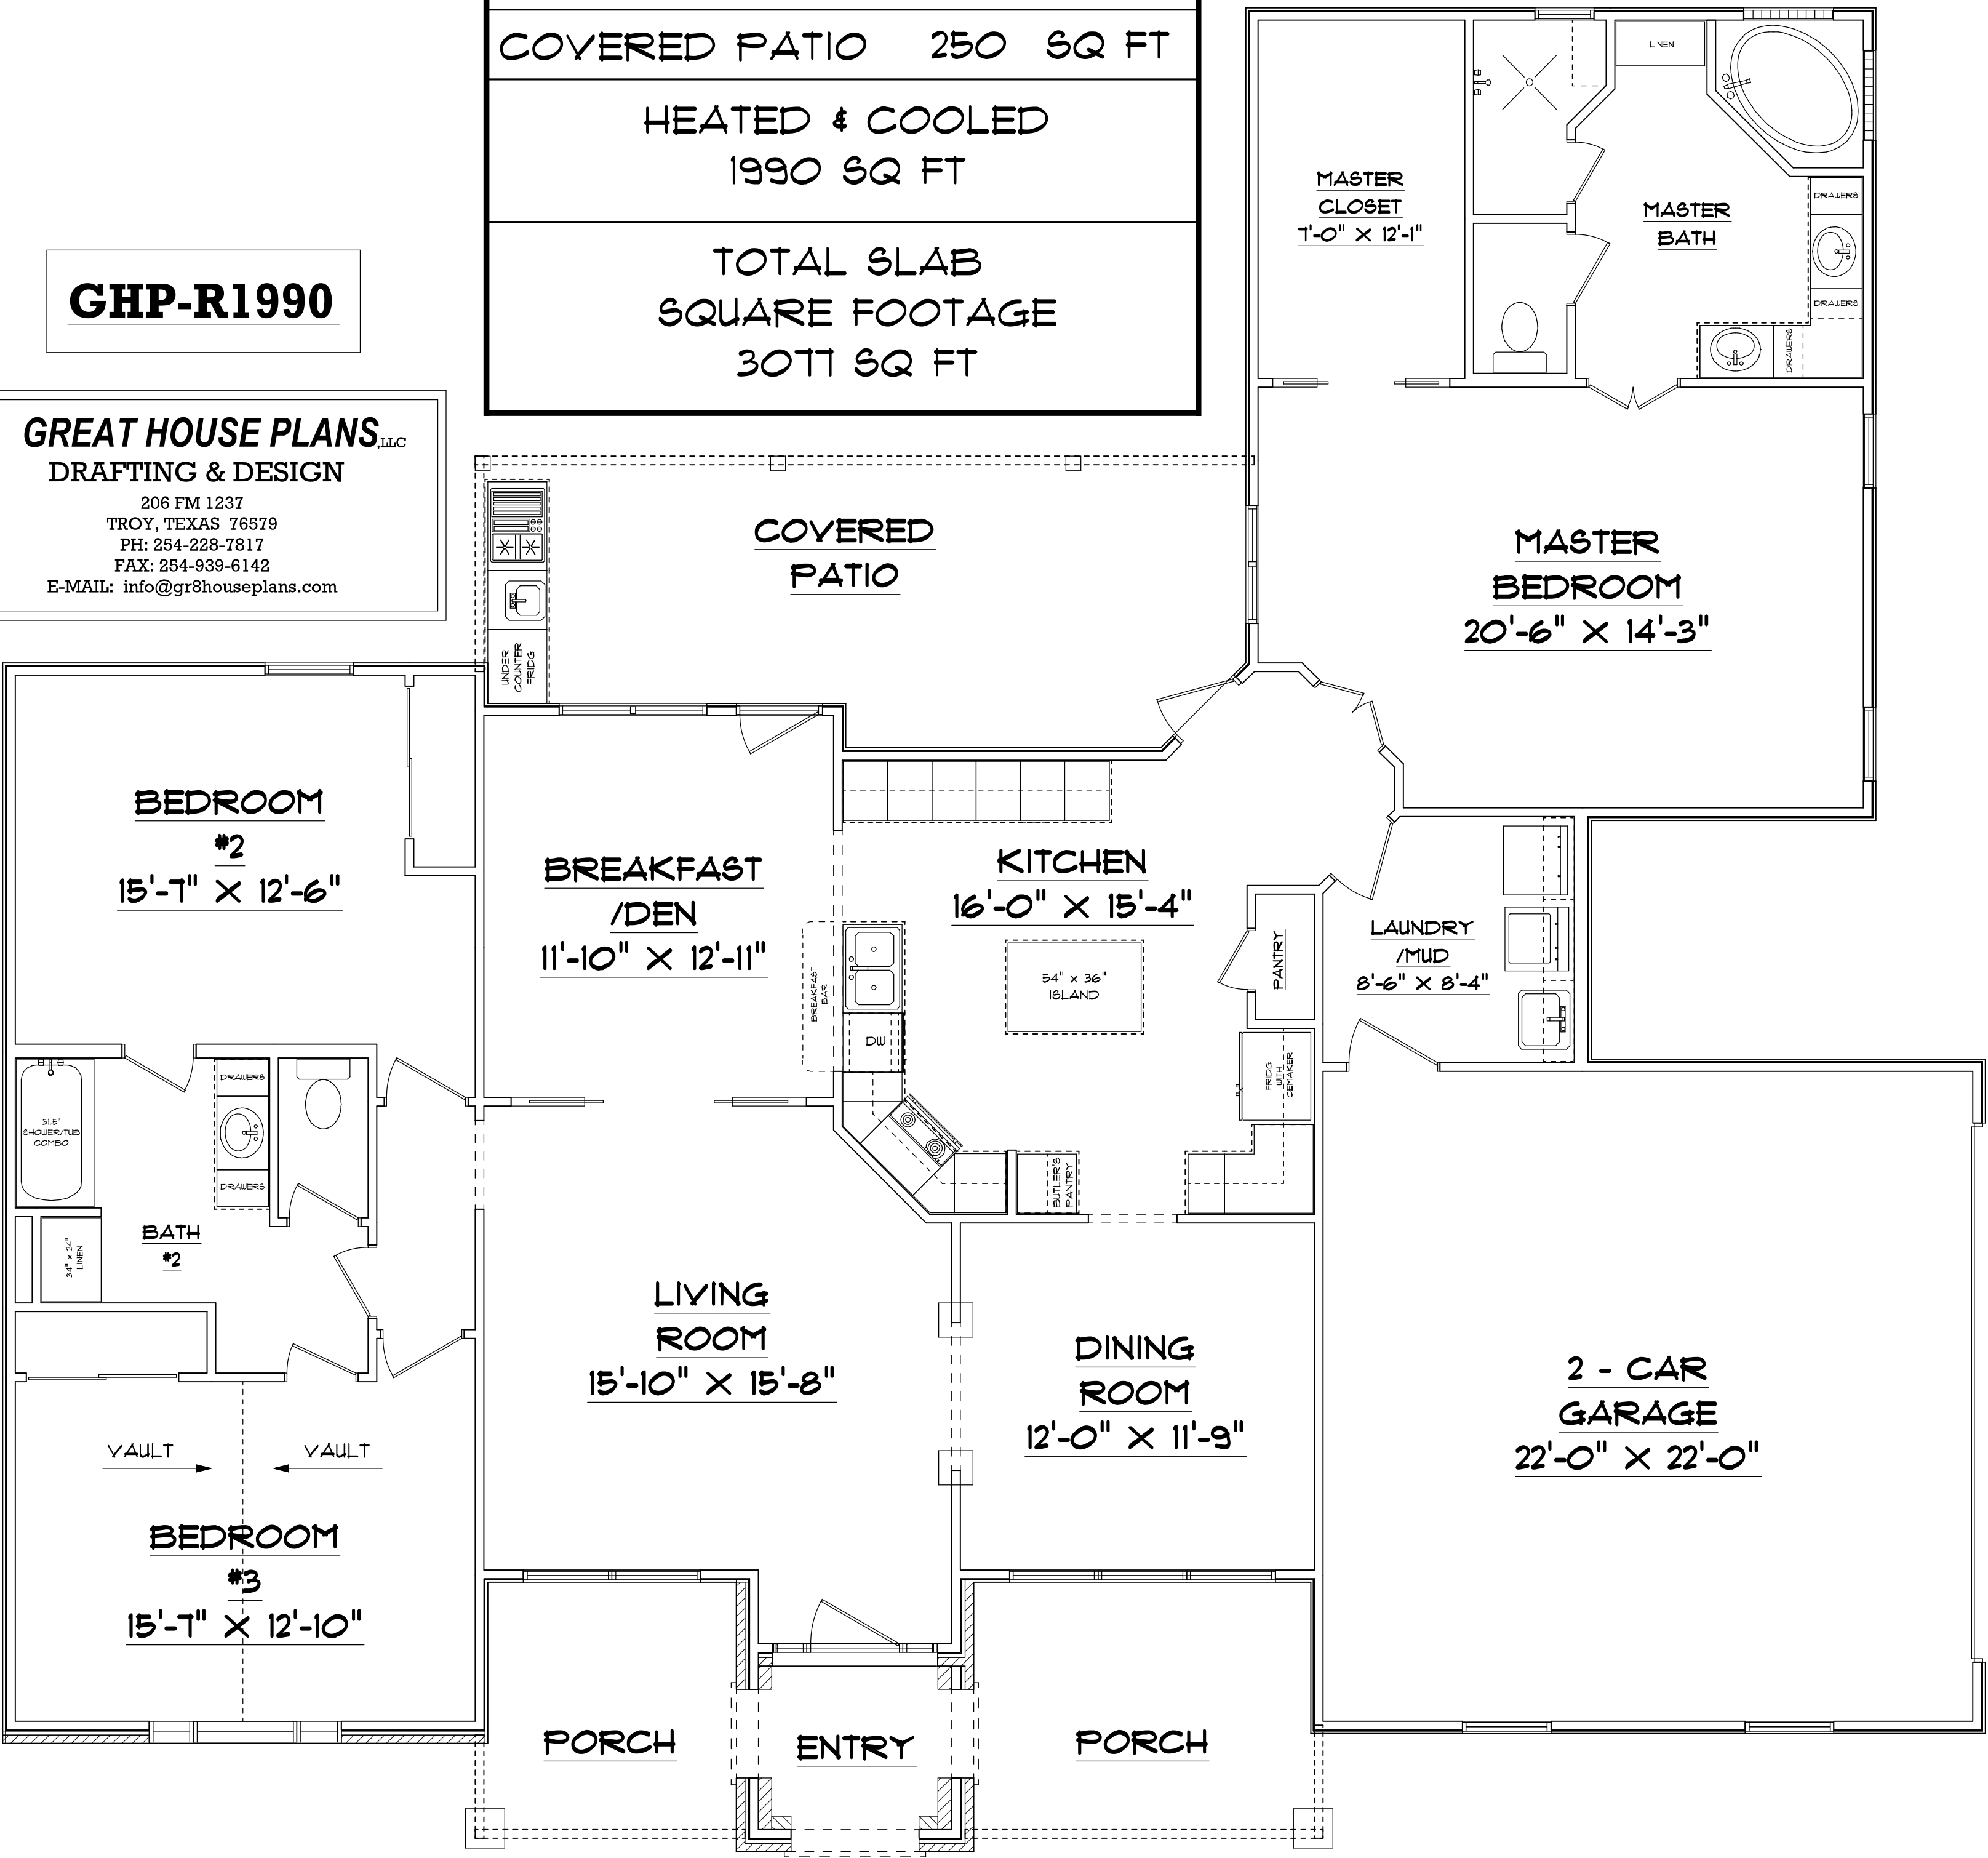 COVERED PATIO 250 SQ FT
HEATED & COOLED
1990 SQ FT
TOTAL SLAB
SQUARE FOOTAGE
3077 SQ FT
GHP-R1990
GREAT HOUSE PLANS,LLC
DRAFTING & DESIGN
206 FM 1237
TROY, TEXAS 76579
PH: 254-228-7817
FAX: 254-939-6142
E-MAIL: info@gr8houseplans.com
LINEN
MASTER
CLOSET
7'-0" X 12'-1"
MASTER
BATH
DRAWERS
DRAWERS
DRAWERS
COVERED
PATIO
UNDER
COUNTER
FRIDG
MASTER
BEDROOM
20'-6" X 14'-3"
BEDROOM
#2
15'-7" X 12'-6"
BREAKFAST
/DEN
11'-10" X 12'-11"
KITCHEN
16'-0" X 15'-4"
54" x 36"
ISLAND
BREAKFAST
BAR
DW
PANTRY
LAUNDRY
/MUD
8'-6" X 8'-4"
FRIDG
WITH
ICEMAKER
BUTLER'S
PANTRY
31.5"
SHOWER/TUB
COMBO
DRAWERS
DRAWERS
BATH
#2
34" x 24"
LINEN
LIVING
ROOM
15'-10" X 15'-8"
DINING
ROOM
12'-0" X 11'-9"
2 - CAR
GARAGE
22'-0" X 22'-0"
VAULT
VAULT
BEDROOM
#3
15'-7" X 12'-10"
PORCH
ENTRY
PORCH